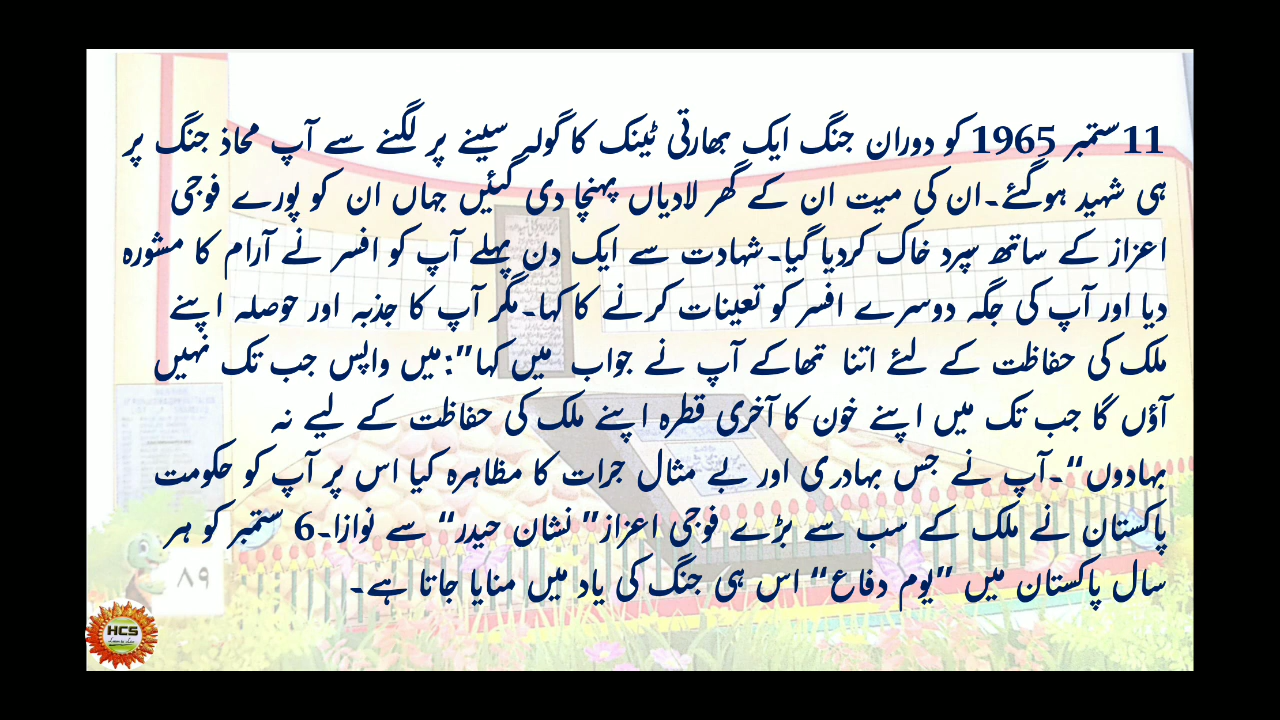 11ستمبر 1965 کو دوران جنگ ایک بھارتی ٹینک کا گولہ سینے پر لگنے سے آپ محاذ جنگ پر
ہی شہید ہوگئے۔ان کی میت ان کے گھر لادیاں پہنچا دی گئیں جہاں ان کو پورے فوجی
اعزاز کے ساتھ سپرد خاک کردیا گیا۔شہادت سے ایک دن پہلے آپ کو افسر نے آرام کا مشورہ
دیا اور آپ کی جگہ دوسرے افسر کو تعینات کرنے کا کہا۔مگر آپ کا جذبہ اور حوصلہ اپنے
ملک کی حفاظت کے لئے اتنا تھاکے آپ نے جواب میں کہا”:میں واپس جب تک نہیں
آؤں گا جب تک میں اپنے خون کا آخری قطرہ اپنے ملک کی حفاظت کے لیے نہ
بہادوں“۔آپ نے جس بہادری اور بے مثال جرات کا مظاہرہ کیا اس پر آپ کو حکومت
پاکستان نے ملک کے سب سے بڑے فوجی اعزاز” نشان حیدر“ سے نوازا۔6 ستمبر کو ہر
سال پاکستان میں ”یوم دفاع“ اس ہی جنگ کی یاد میں منایا جاتا ہے۔
۸۹
HCS